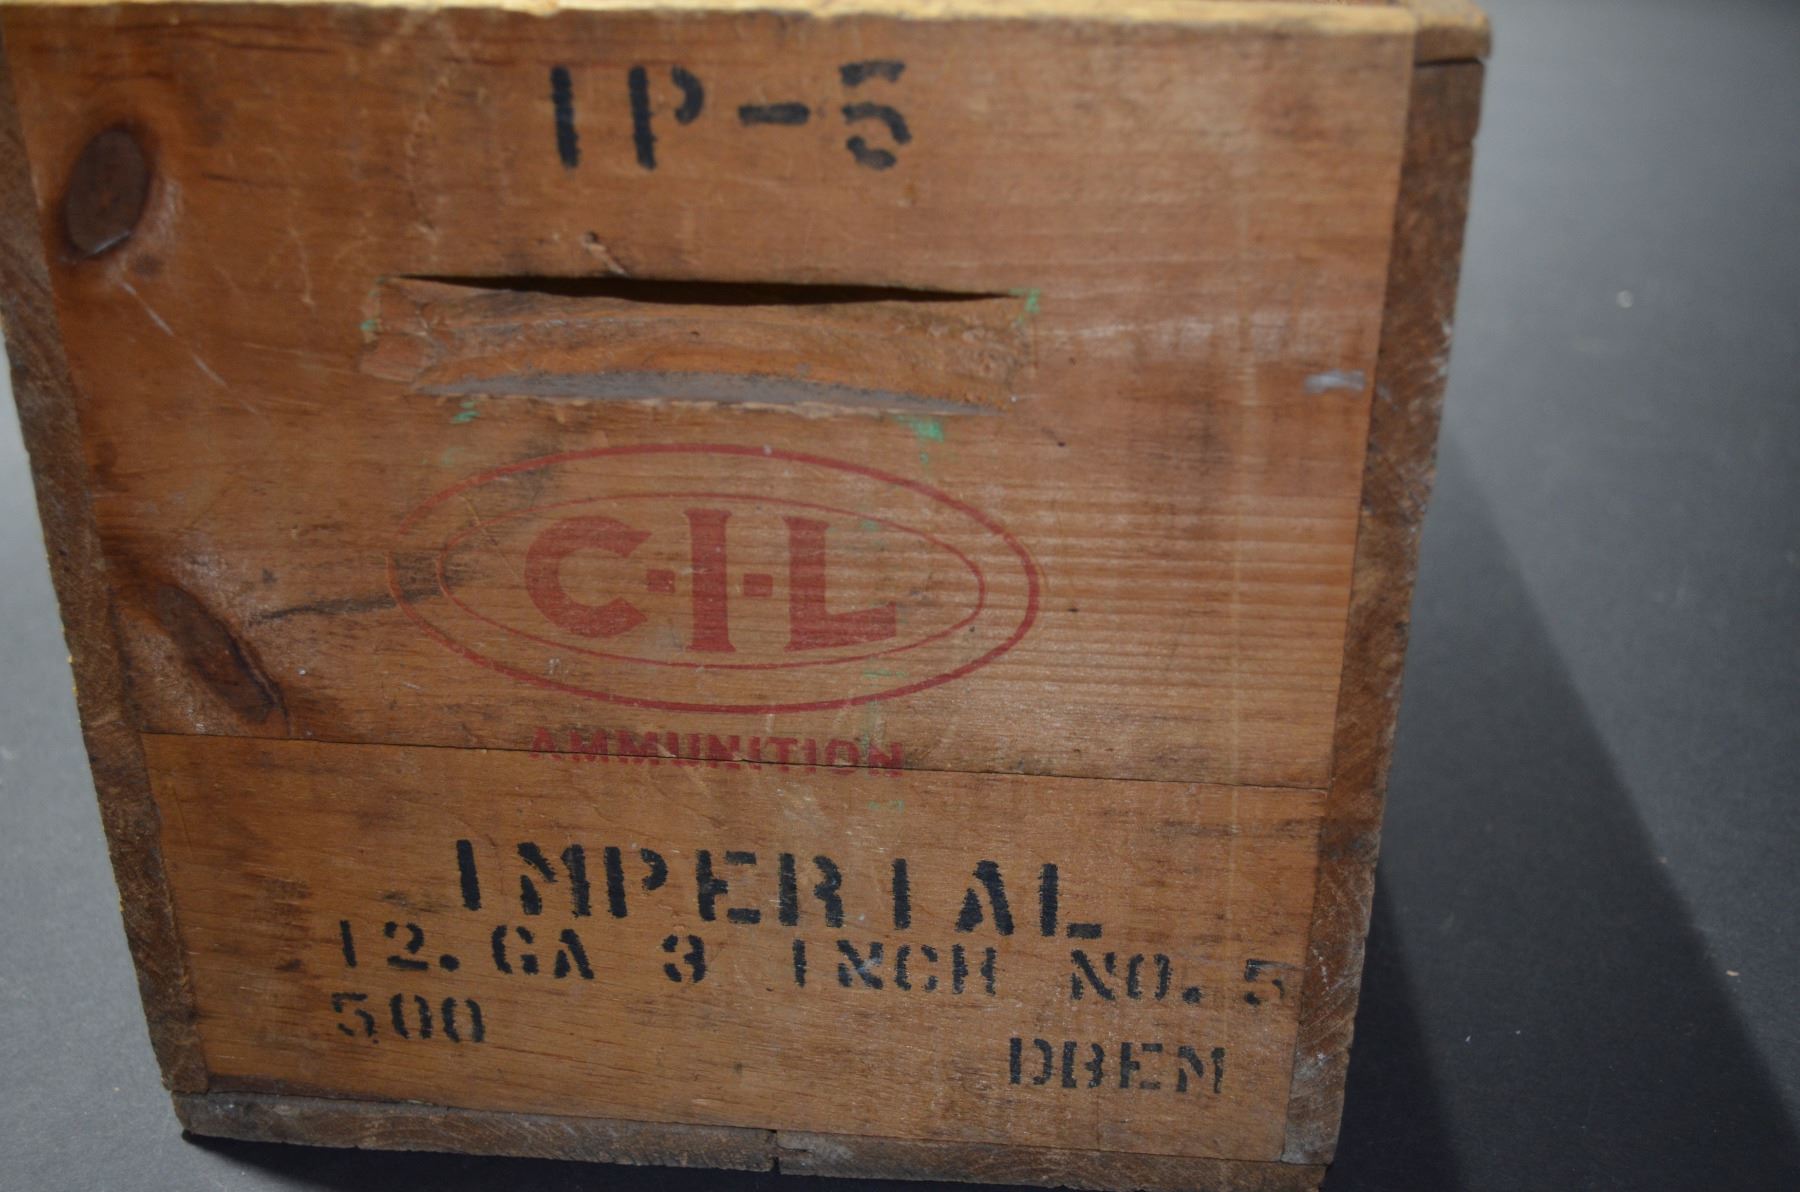 IP-5
C-I-L
AMMUNITION
IMPERIAL
12. GA 3 INCH NO. 5
500
DBEM